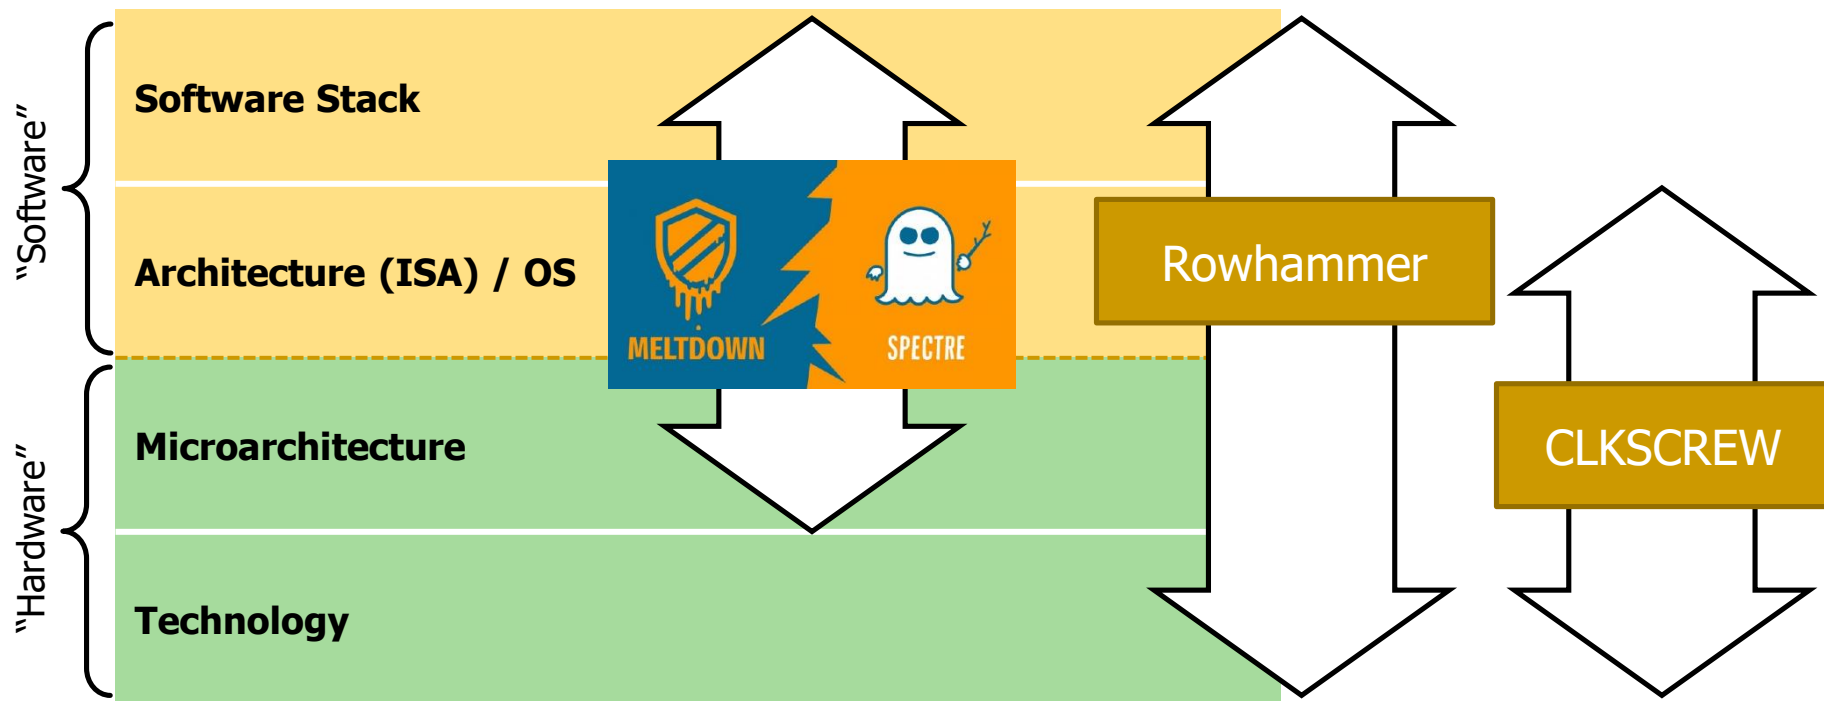 “Software”
Software Stack
Architecture (ISA) / OS
MELTDOWN
SPECTRE
Rowhammer
“Hardware”
Microarchitecture
CLKSCREW
Technology